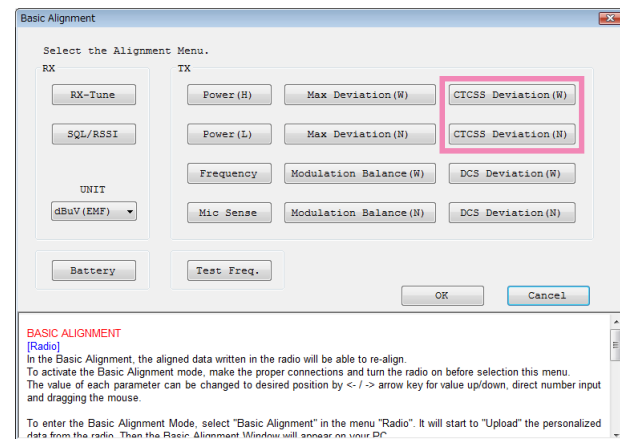 Basic Alignment
Select the Alignment Menu.
RX
TX
RX-Tune
Power(H)
Max Deviation(W)
CTCSS Deviation(W)
SQL/RSSI
Power(L)
Max Deviation(N)
CTCSS Deviation(N)
Frequency
Modulation Balance(W)
DCS Deviation(W)
UNIT
dBuV(EMF)
Mic Sense
Modulation Balance(N)
DCS Deviation(N)
Battery
Test Freq.
OK
Cancel
BASIC ALIGNMENT
[Radio]
In the Basic Alignment, the aligned data written in the radio will be able to re-align.
To activate the Basic Alignment mode, make the proper connections and turn the radio on before selection this menu.
The value of each parameter can be changed to desired position by <- / -> arrow key for value up/down, direct number input
and dragging the mouse.
To enter the Basic Alignment Mode, select "Basic Alignment" in the menu "Radio". It will start to "Upload" the personalized
data from the radio. Then the Basic Alignment Window will appear on your PC.